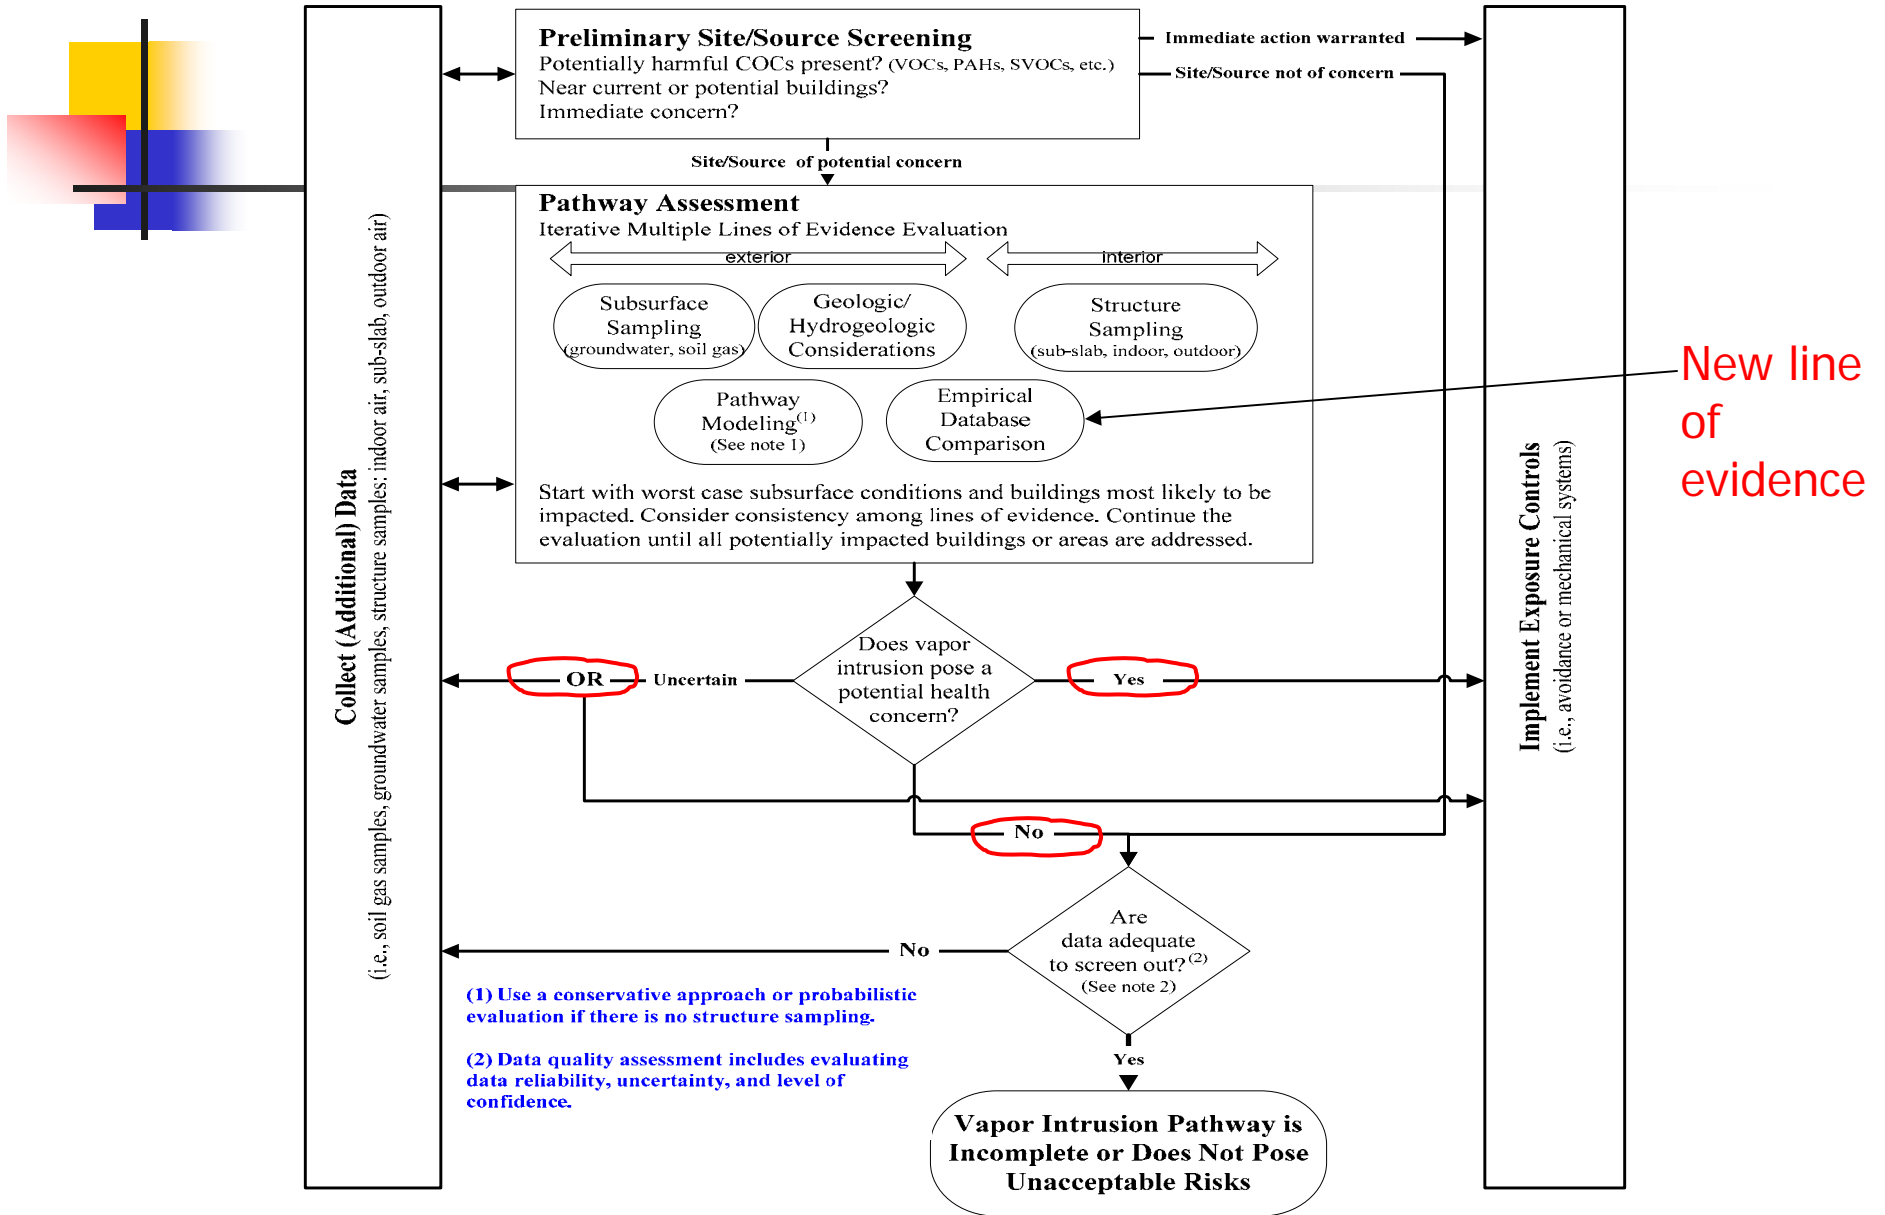 Preliminary Site/Source Screening
Potentially harmful COCs present? (VOCs, PAHs, SVOCs, etc.)
Near current or potential buildings?
Immediate concern?
Immediate action warranted
Site/Source not of concern
Site/Source of potential concern
Pathway Assessment
Iterative Multiple Lines of Evidence Evaluation
exterior
interior
Subsurface
Sampling
(groundwater, soil gas)
Geologic/
Hydrogeologic
Considerations
Structure
Sampling
(sub-slab, indoor, outdoor)
Pathway
Modeling(1)
(See note 1)
Empirical
Database
Comparison
New line
of
evidence
Start with worst case subsurface conditions and buildings most likely to be
impacted. Consider consistency among lines of evidence. Continue the
evaluation until all potentially impacted buildings or areas are addressed.
Collect (Additional) Data
(i.e., soil gas samples, groundwater samples, structure samples; indoor air, sub-slab, outdoor air)
Implement Exposure Controls
(i.e., avoidance or mechanical systems)
Does vapor
intrusion pose a
potential health
concern?
OR
Uncertain
Yes
No
Are
data adequate
to screen out?(2)
(See note 2)
No
(1) Use a conservative approach or probabilistic
evaluation if there is no structure sampling.
(2) Data quality assessment includes evaluating
data reliability, uncertainty, and level of
confidence.
Yes
Vapor Intrusion Pathway is
Incomplete or Does Not Pose
Unacceptable Risks